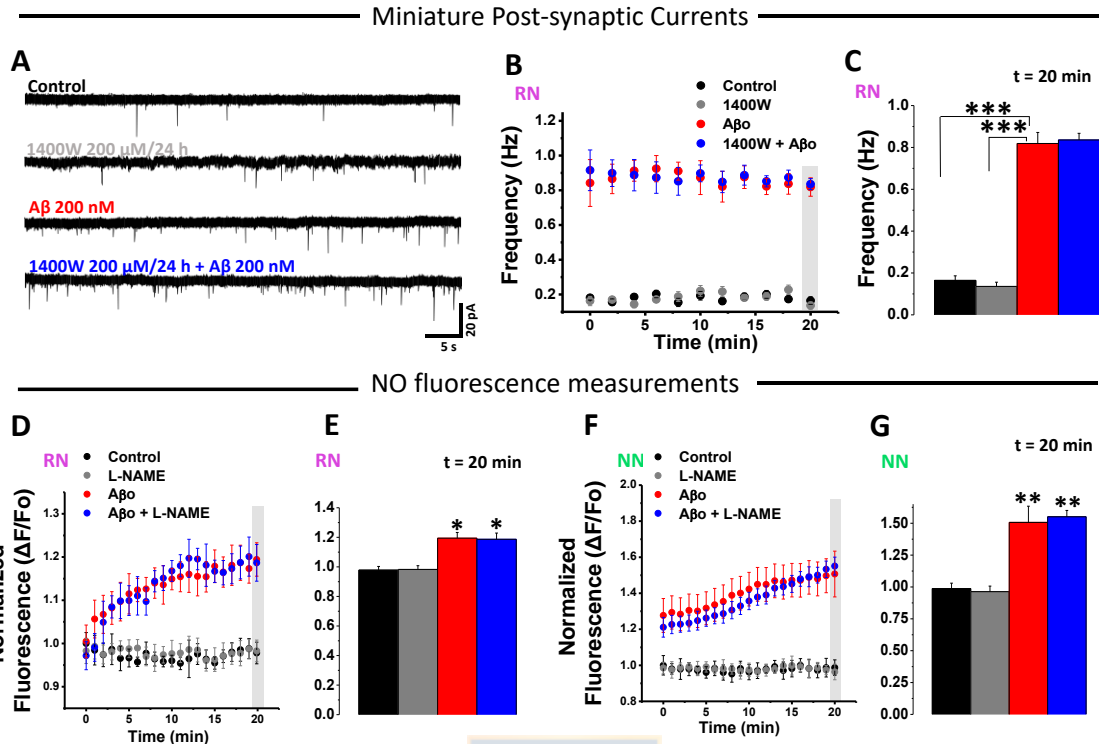 Miniature Post-synaptic Currents
A
Control
1400W 200 µM/24 h
Aβ 200 nM
1400W 200 µM/24 h + Aβ 200 nM
20 pA
5 s
B
RN
Control
1400W
Aβo
1400W + Aβo
Frequency (Hz)
1.2
1.0
0.8
0.6
0.4
0.2
0 5 10 15 20
Time (min)
C
RN
t = 20 min
***
***
Frequency (Hz)
1.0
0.8
0.6
0.4
0.2
0.0
NO fluorescence measurements
D
RN
Control
L-NAME
Aβo
Aβo + L-NAME
Fluorescence (ΔF/Fo)
1.3
1.2
1.1
1.0
0.9
0 5 10 15 20
Time (min)
E
RN
t = 20 min
* *
1.4
1.2
1.0
0.8
0.6
0.4
0.2
0.0
F
NN
Control
L-NAME
Aβo
Aβo + L-NAME
Normalized
Fluorescence (ΔF/Fo)
1.8
1.6
1.4
1.2
1.0
0.8
0 5 10 15 20
Time (min)
G
NN
t = 20 min
** **
1.50
1.25
1.00
0.75
0.50
0.25
0.00